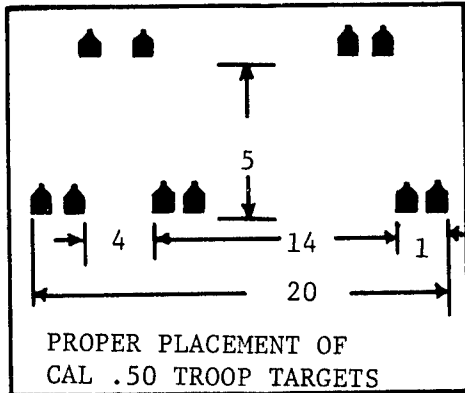 5
4 14 1
20
PROPER PLACEMENT OF
CAL .50 TROOP TARGETS